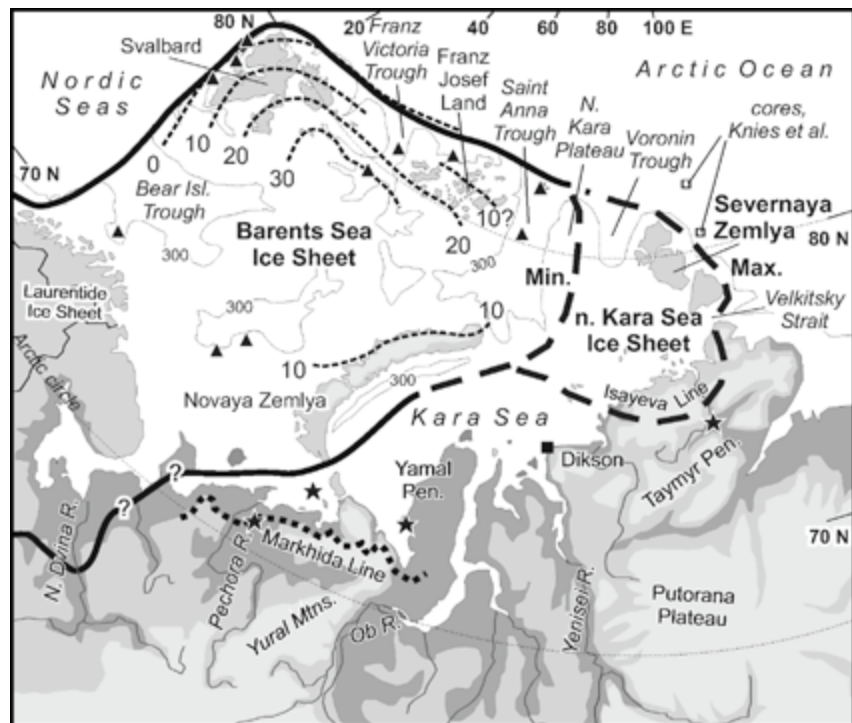 80 N
20
40
60
80
100 E
Franz
Victoria
Trough
Svalbard
Franz
Josef
Land
Arctic Ocean
Nordic
Seas
Saint
Anna
Trough
N.
Kara
Plateau
Voronin
Trough
cores,
Knies et al.
70 N
0
10
20
30
Bear Isl.
Trough
10?
20
Severnaya
Zemlya
80 N
300
Barents Sea
Ice Sheet
300
Min.
Max.
Laurentide
Ice Sheet
300
10
n. Kara Sea
Ice Sheet
Velkitsky
Strait
Arctic circle
10
300
Novaya Zemlya
Isayeva Line
Kara Sea
?
Yamal
Pen.
Dikson
Taymyr Pen.
?
N. Dvina R.
Pechora R.
Markhida Line
70 N
Yural Mtns.
Ob R.
Yenisei R.
Putorana
Plateau